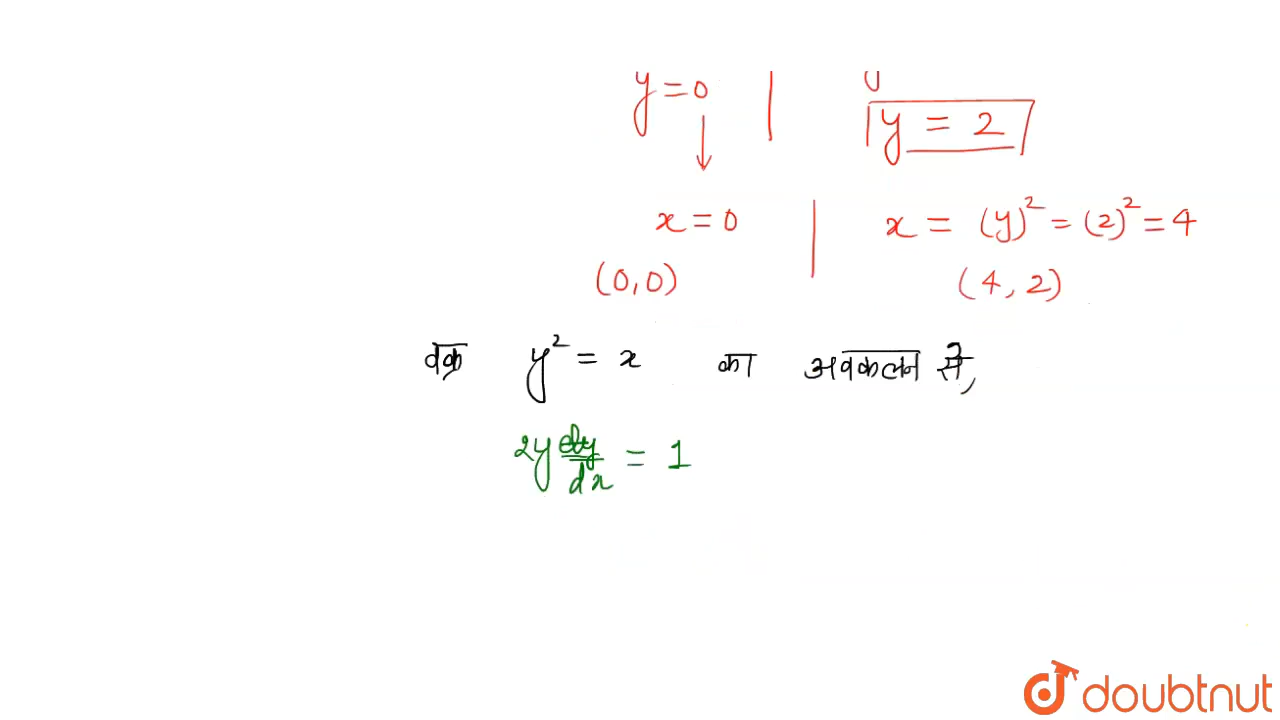 y = 0 | y = 2
x = 0 | x = (y)² = (2)² = 4
(0,0) (4, 2)
वक्र y² = x का अवकलन से,
2y dy/dx = 1
doubtnut